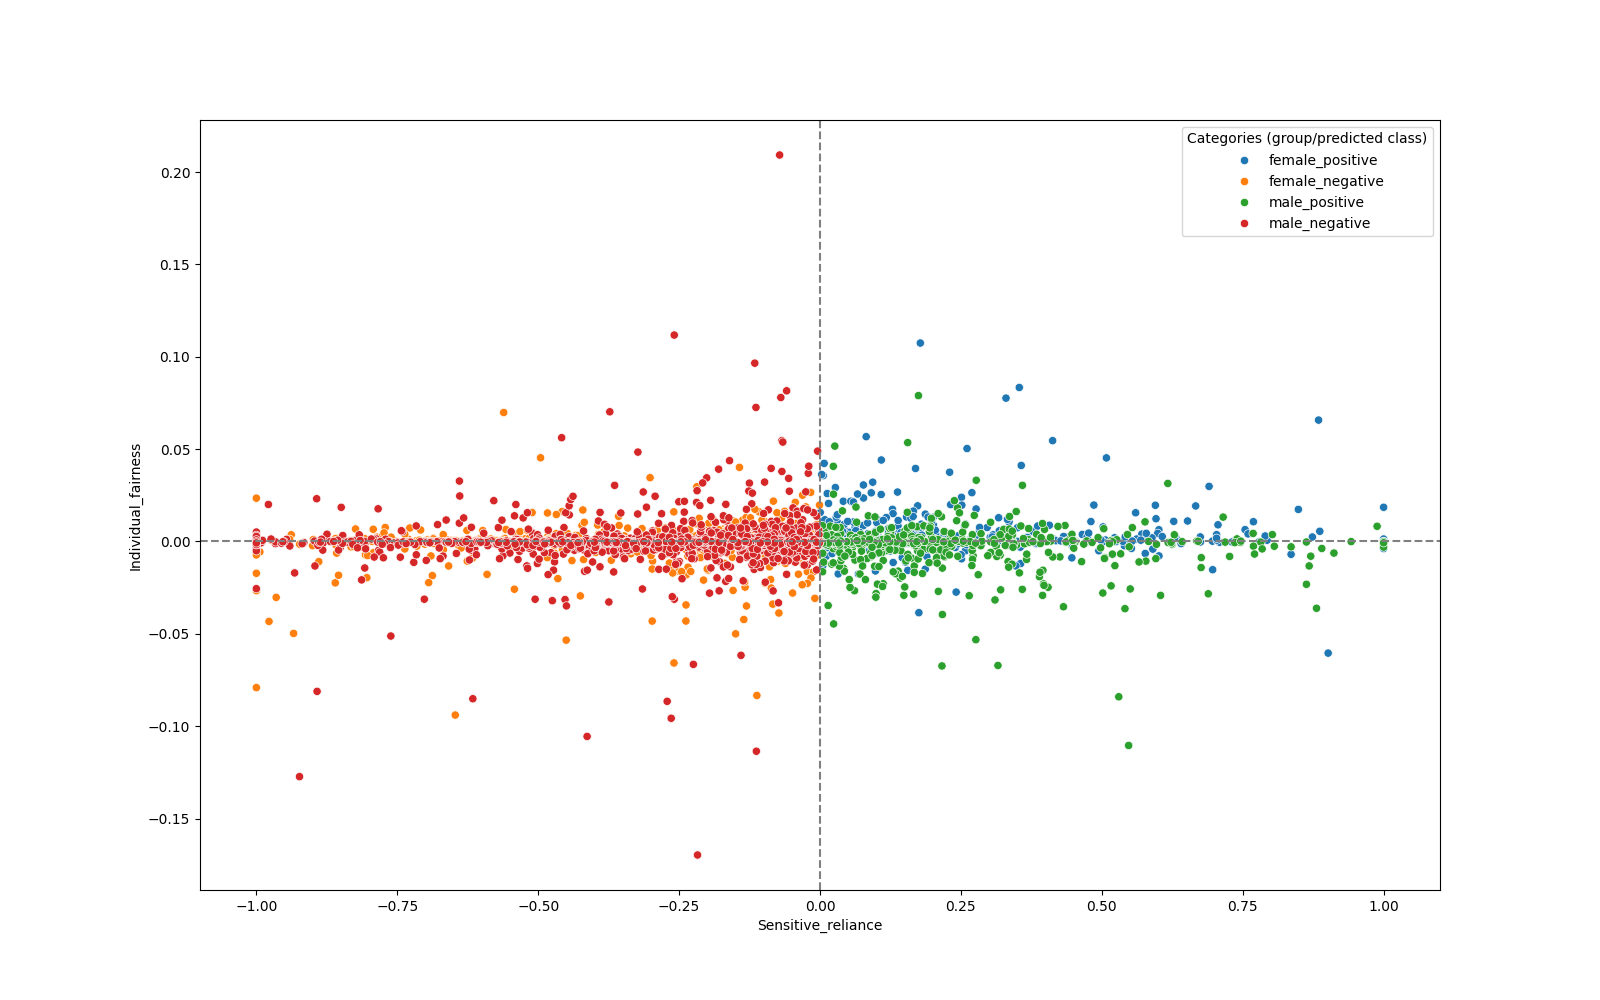 Categories (group/predicted class)
female_positive
female_negative
male_positive
male_negative
0.20
0.15
0.10
0.05
0.00
−0.05
−0.10
−0.15
Individual_fairness
−1.00 −0.75 −0.50 −0.25 0.00 0.25 0.50 0.75 1.00
Sensitive_reliance